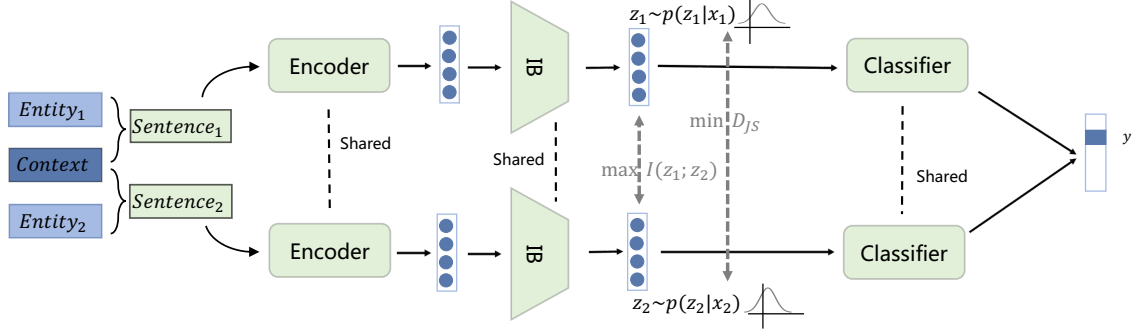 z₁~p(z₁|x₁)
Encoder
IB
Classifier
Entity₁
Sentence₁
min D_JS
y
Shared
Shared
Context
max I(z₁; z₂)
Shared
Sentence₂
Entity₂
Encoder
IB
Classifier
z₂~p(z₂|x₂)